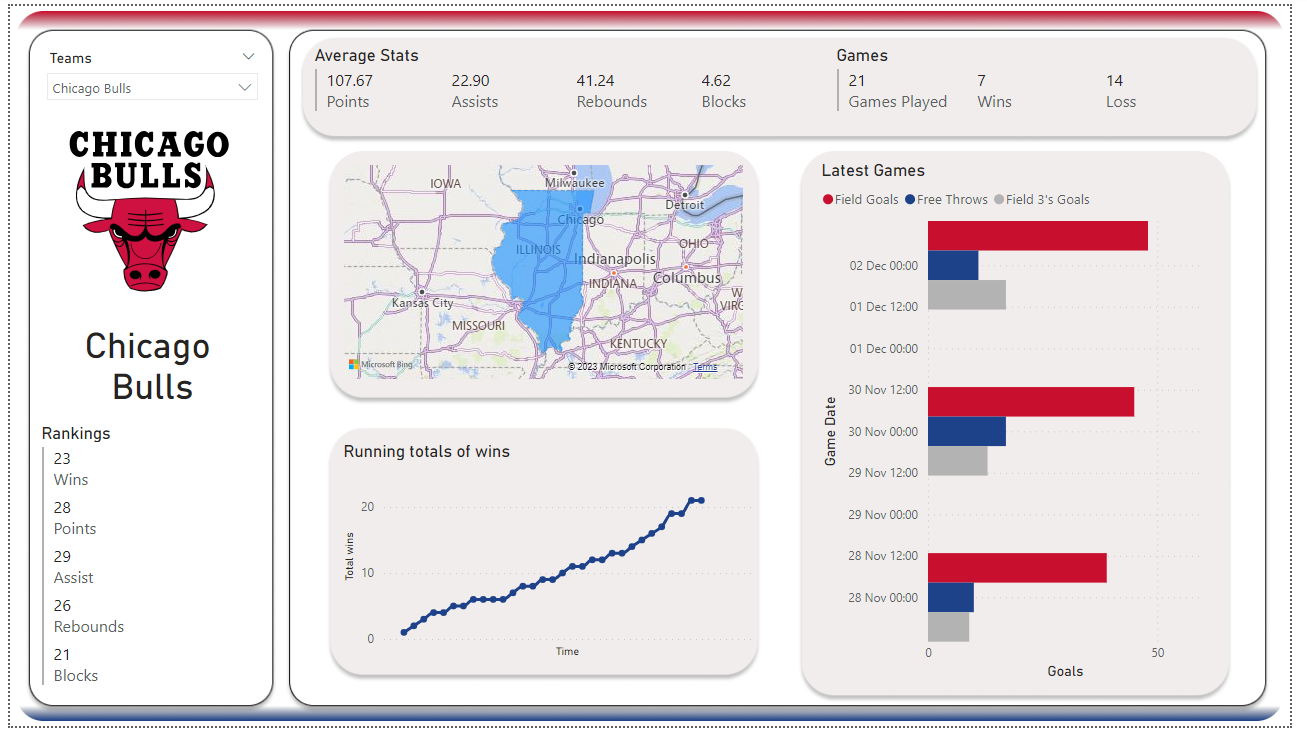 Teams
Chicago Bulls
CHICAGO
BULLS
Chicago
Bulls
Rankings
23
Wins
28
Points
29
Assist
26
Rebounds
21
Blocks
Average Stats
107.67
Points
22.90
Assists
41.24
Rebounds
4.62
Blocks
Games
21
Games Played
7
Wins
14
Loss
IOWA
Milwaukee
Detroit
Chicago
ILLINOIS
OHIO
Indianapolis
INDIANA
Columbus
W
VIRG
Kansas City
MISSOURI
KENTUCKY
Microsoft Bing
© 2023 Microsoft Corporation Terms
Running totals of wins
Total wins
20
10
0
Time
Latest Games
Field Goals Free Throws Field 3's Goals
Game Date
02 Dec 00:00
01 Dec 12:00
01 Dec 00:00
30 Nov 12:00
30 Nov 00:00
29 Nov 12:00
29 Nov 00:00
28 Nov 12:00
28 Nov 00:00
0 50
Goals